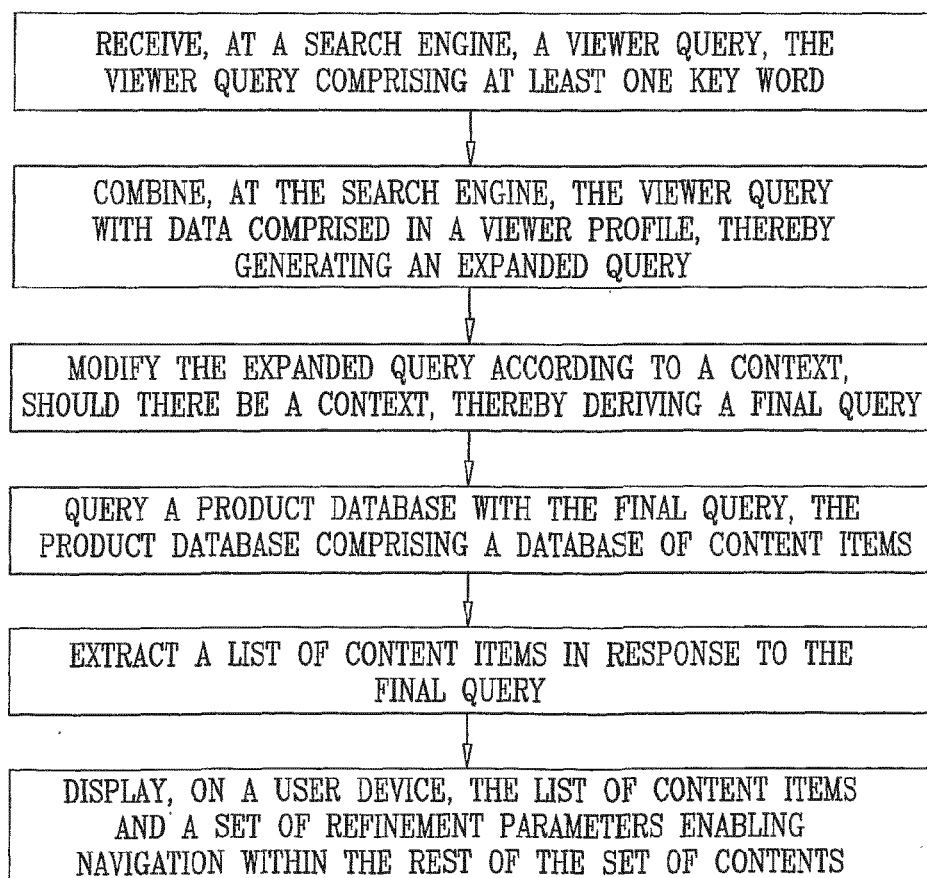 RECEIVE, AT A SEARCH ENGINE, A VIEWER QUERY, THE
VIEWER QUERY COMPRISING AT LEAST ONE KEY WORD
COMBINE, AT THE SEARCH ENGINE, THE VIEWER QUERY
WITH DATA COMPRISED IN A VIEWER PROFILE, THEREBY
GENERATING AN EXPANDED QUERY
MODIFY THE EXPANDED QUERY ACCORDING TO A CONTEXT,
SHOULD THERE BE A CONTEXT, THEREBY DERIVING A FINAL QUERY
QUERY A PRODUCT DATABASE WITH THE FINAL QUERY, THE
PRODUCT DATABASE COMPRISING A DATABASE OF CONTENT ITEMS
EXTRACT A LIST OF CONTENT ITEMS IN RESPONSE TO THE
FINAL QUERY
DISPLAY, ON A USER DEVICE, THE LIST OF CONTENT ITEMS
AND A SET OF REFINEMENT PARAMETERS ENABLING
NAVIGATION WITHIN THE REST OF THE SET OF CONTENTS